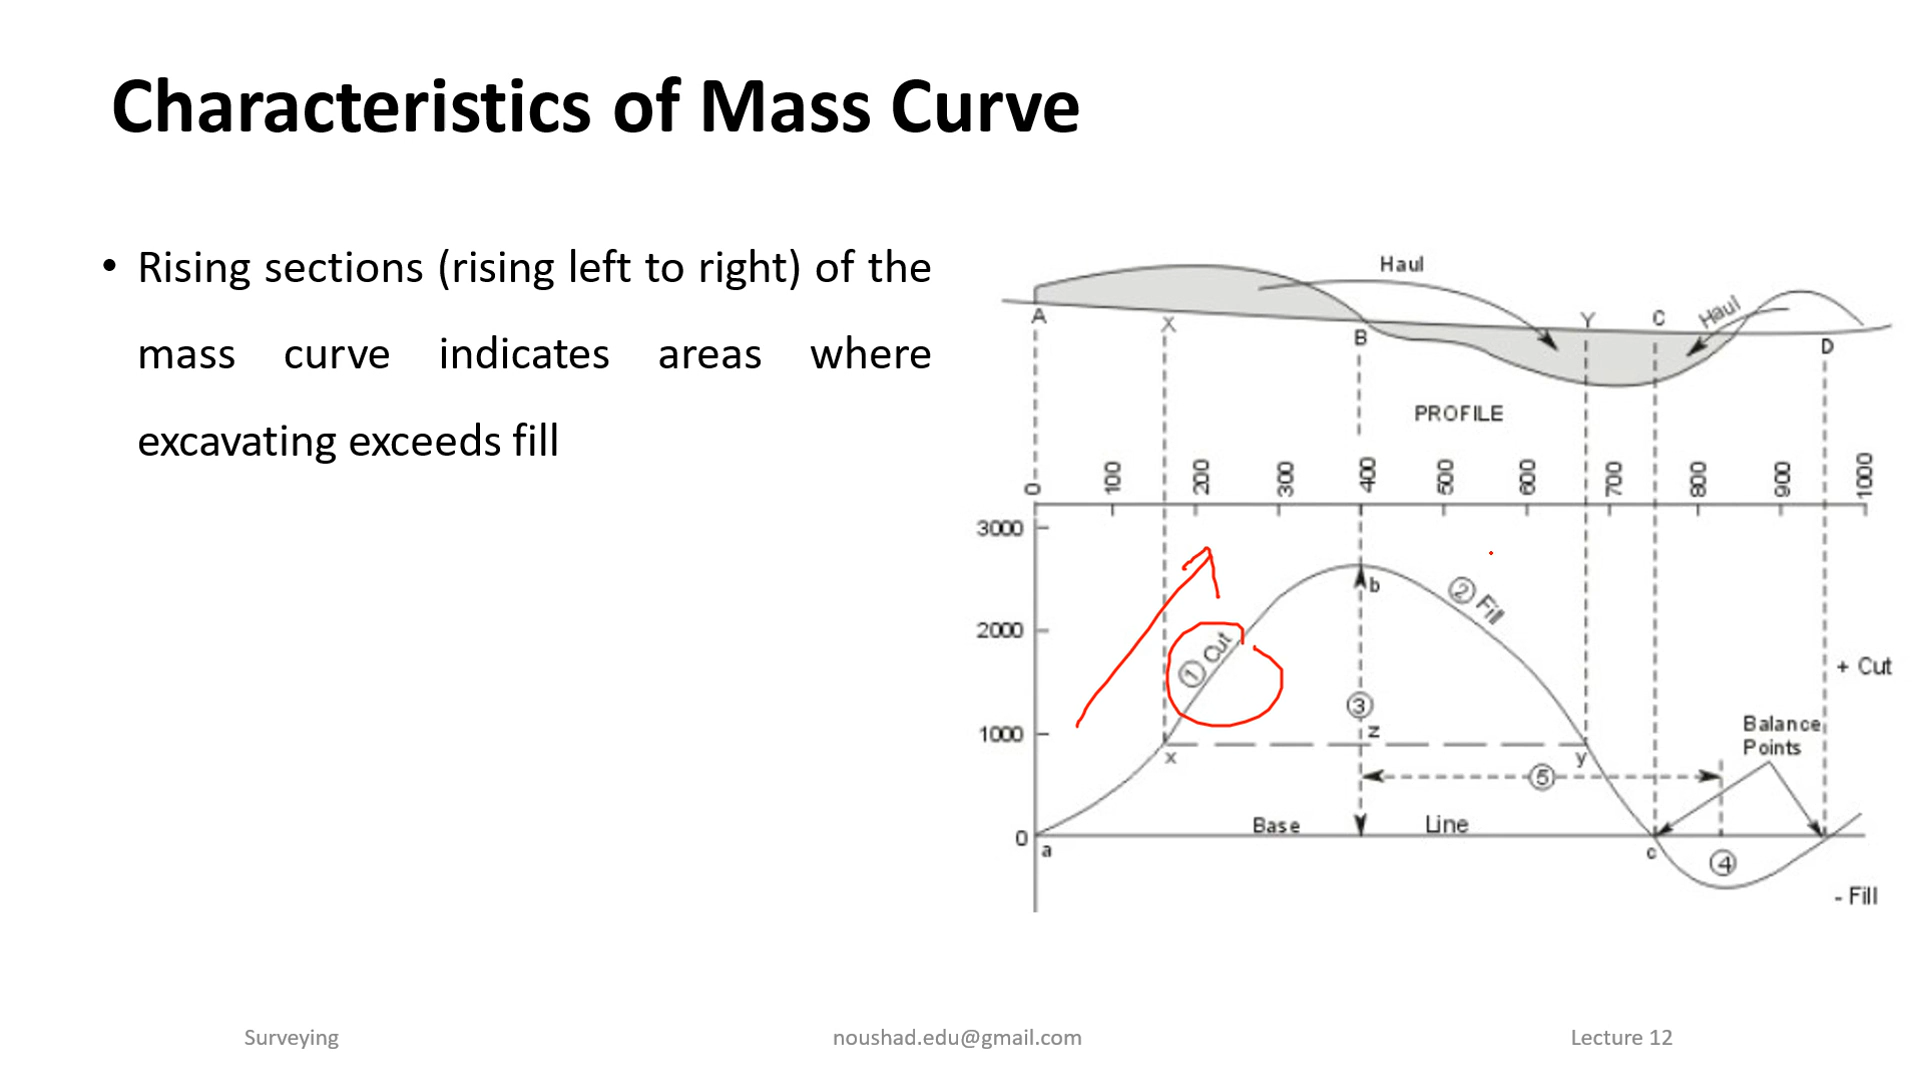 Characteristics of Mass Curve
• Rising sections (rising left to right) of the
mass curve indicates areas where
excavating exceeds fill
Haul
Haul
A X B Y C D
PROFILE
0 100 200 300 400 500 600 700 800 900 1000
3000
2000
1000
0
① Cut
b
② Fill
③
z
x
y
⑤
+ Cut
Balance
Points
Base Line
a
c
④
- Fill
Surveying
noushad.edu@gmail.com
Lecture 12